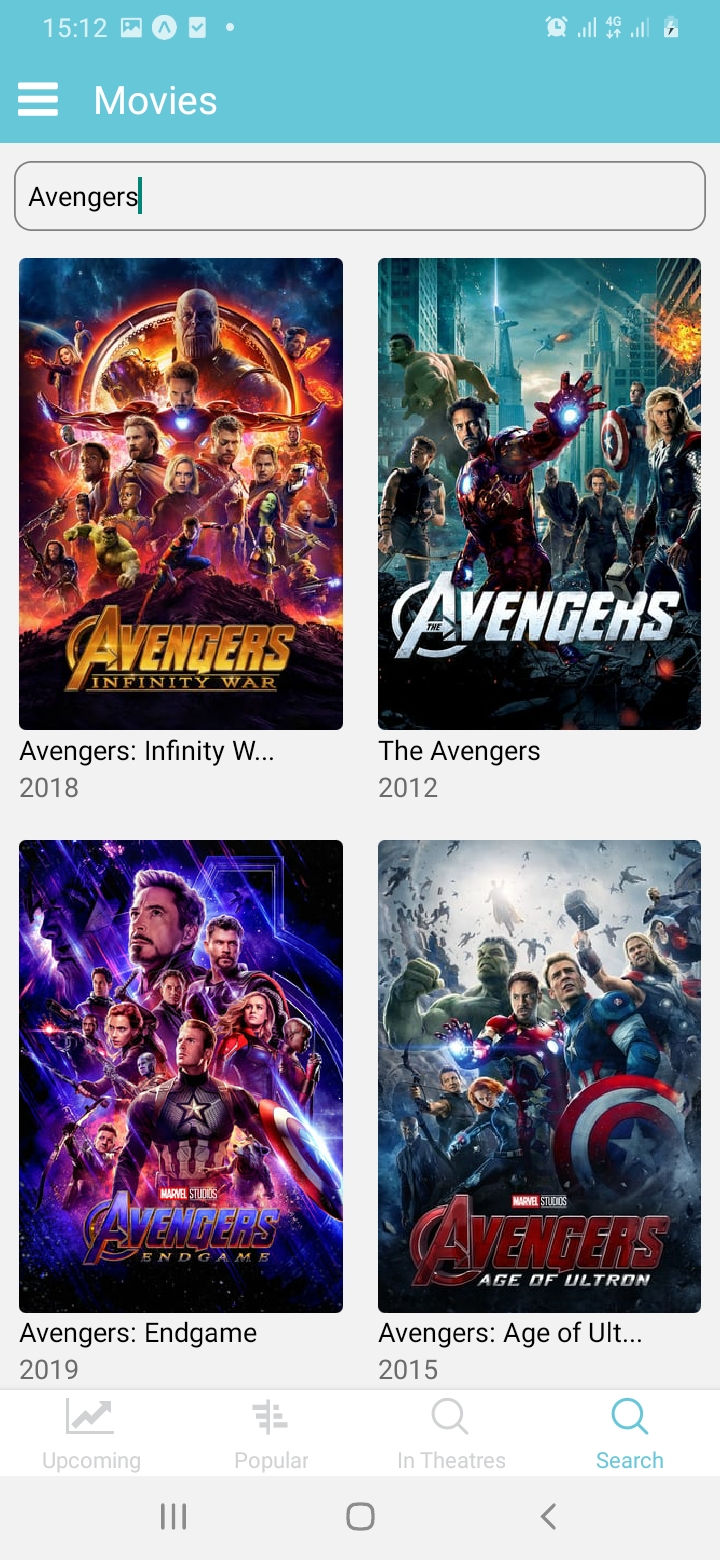 15:12 4G
Movies
Avengers
AVENGERS
INFINITY WAR
THE AVENGERS
Avengers: Infinity W...
2018
The Avengers
2012
MARVEL STUDIOS
AVENGERS
ENDGAME
MARVEL STUDIOS
AVENGERS
AGE OF ULTRON
Avengers: Endgame
2019
Avengers: Age of Ult...
2015
Upcoming
Popular
In Theatres
Search